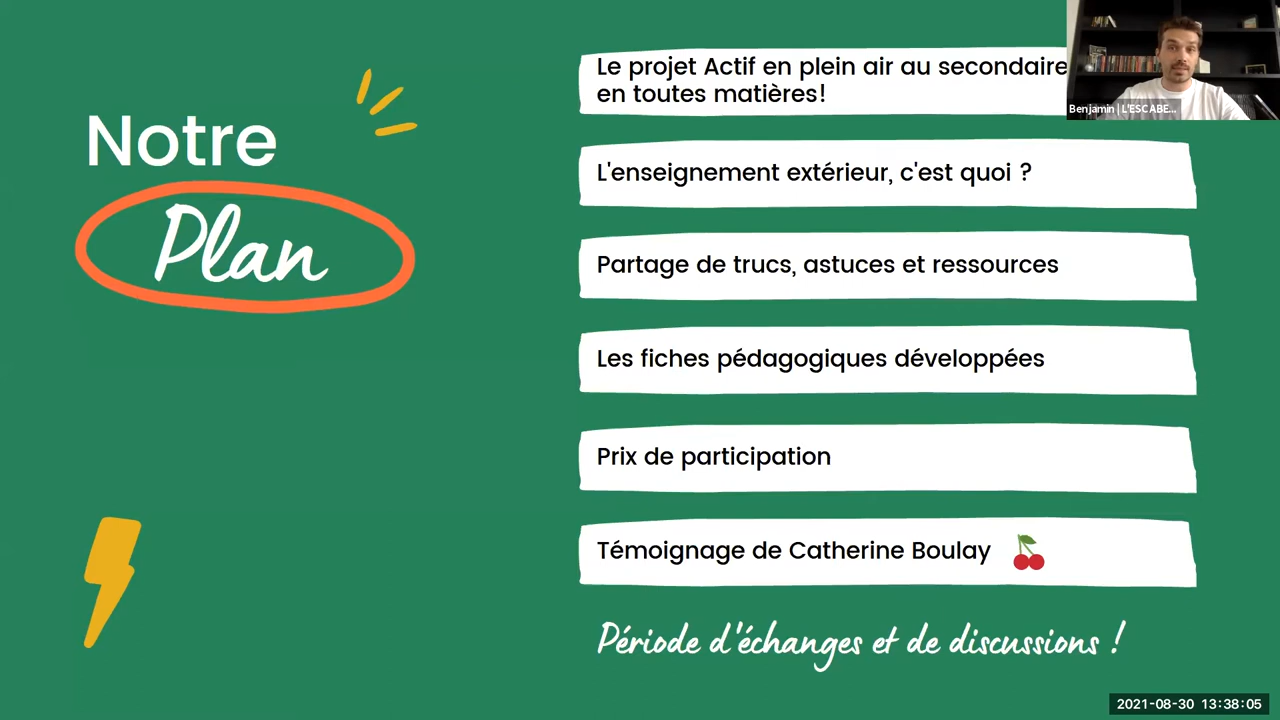 Notre
Plan
Le projet Actif en plein air au secondaire
en toutes matières!
L'enseignement extérieur, c'est quoi ?
Partage de trucs, astuces et ressources
Les fiches pédagogiques développées
Prix de participation
Témoignage de Catherine Boulay
Période d'échanges et de discussions !
Benjamin | L'ESCABE...
2021-08-30 13:38:05